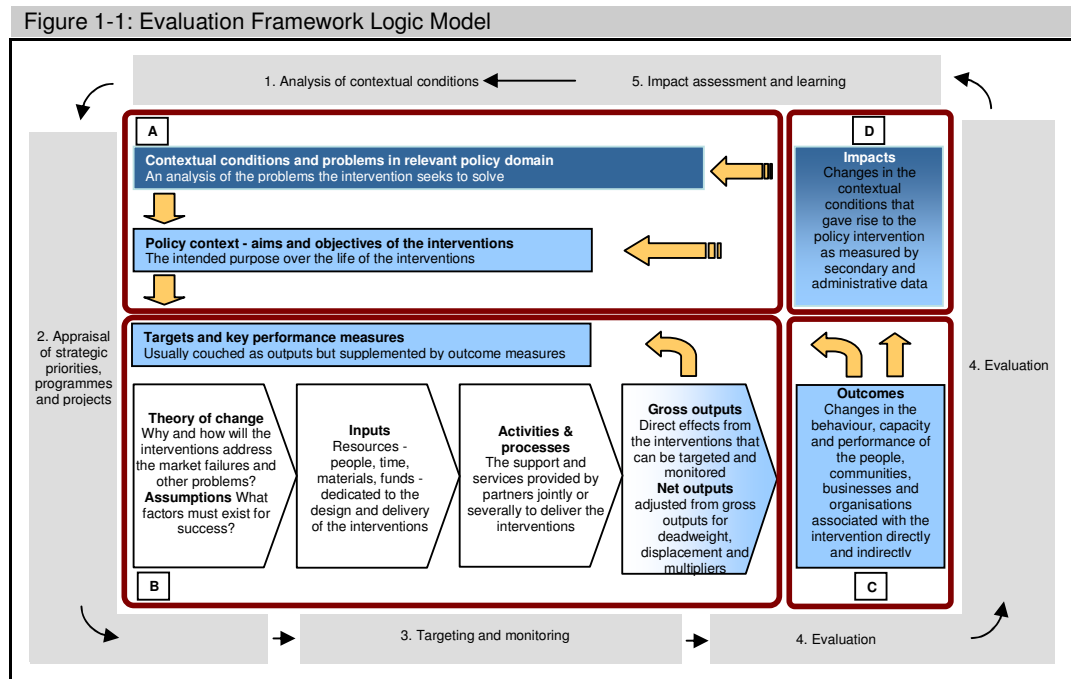 Figure 1-1: Evaluation Framework Logic Model
1. Analysis of contextual conditions
5. Impact assessment and learning
A
Contextual conditions and problems in relevant policy domain
An analysis of the problems the intervention seeks to solve
Policy context - aims and objectives of the interventions
The intended purpose over the life of the interventions
D
Impacts
Changes in the
contextual
conditions that
gave rise to the
policy intervention
as measured by
secondary and
administrative data
2. Appraisal
of strategic
priorities,
programmes
and projects
Targets and key performance measures
Usually couched as outputs but supplemented by outcome measures
Theory of change
Why and how will the
interventions address
the market failures and
other problems?
Assumptions What
factors must exist for
success?
Inputs
Resources -
people, time,
materials, funds -
dedicated to the
design and delivery
of the interventions
Activities &
processes
The support and
services provided by
partners jointly or
severally to deliver the
interventions
Gross outputs
Direct effects from
the interventions that
can be targeted and
monitored
Net outputs
adjusted from gross
outputs for
deadweight,
displacement and
multipliers
B
Outcomes
Changes in the
behaviour, capacity
and performance of
the people,
communities,
businesses and
organisations
associated with the
intervention directly
and indirectly
C
4. Evaluation
3. Targeting and monitoring
4. Evaluation